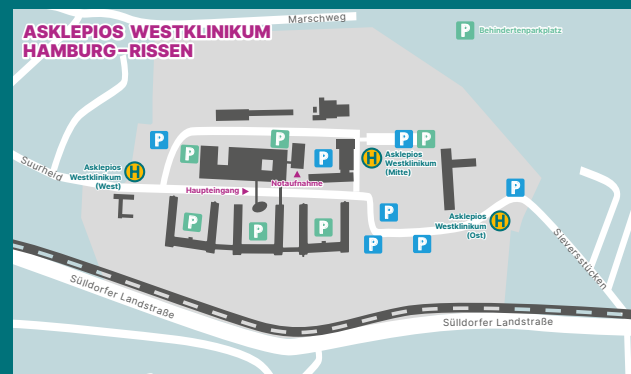 ASKLEPIOS WESTKLINIKUM
HAMBURG–RISSEN
Marschweg
P
Behindertenparkplatz
P
P
P
P
P
P
Suurheid
Asklepios
Westklinikum
(West)
H
H
Asklepios
Westklinikum
(Mitte)
Haupteingang
Notaufnahme
P
P
P
P
P
P
P
Asklepios
Westklinikum
(Ost)
H
Sieversstücken
Sülldorfer Landstraße
Sülldorfer Landstraße